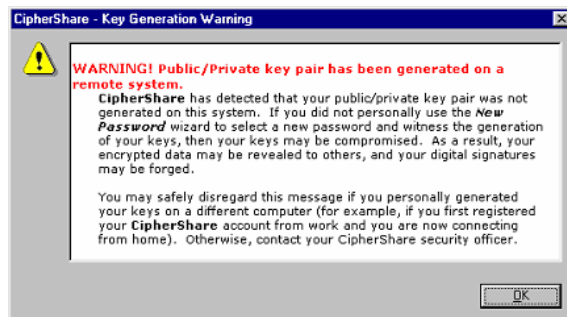 CipherShare - Key Generation Warning
WARNING! Public/Private key pair has been generated on a
remote system.
CipherShare has detected that your public/private key pair was not
generated on this system. If you did not personally use the New
Password wizard to select a new password and witness the generation
of your keys, then your keys may be compromised. As a result, your
encrypted data may be revealed to others, and your digital signatures
may be forged.
You may safely disregard this message if you personally generated
your keys on a different computer (for example, if you first registered
your CipherShare account from work and you are now connecting
from home). Otherwise, contact your CipherShare security officer.
OK